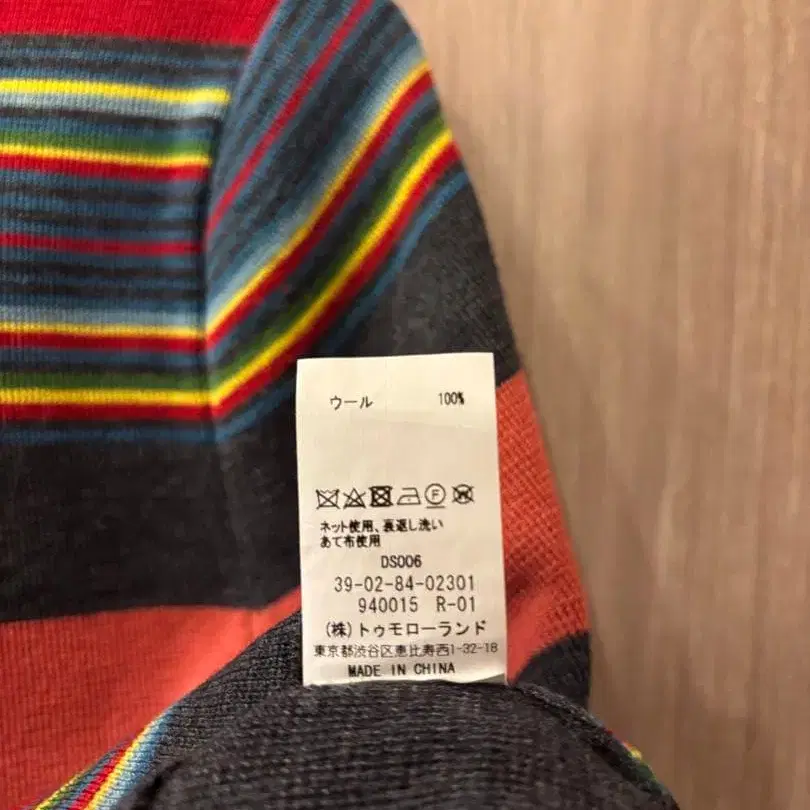 ウール 100%
ネット使用、裏返し洗い
あて布使用
DS006
39-02-84-02301
940015 R-01
(株)トゥモローランド
東京都渋谷区恵比寿西1-32-18
MADE IN CHINA